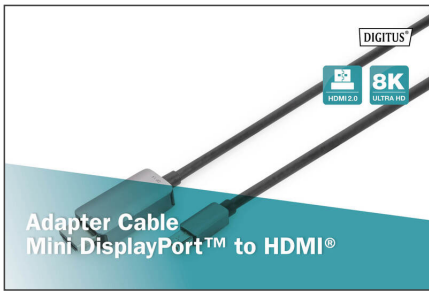 DIGITUS®
HDMI 2.0
8K
ULTRA HD
Adapter Cable
Mini DisplayPort™ to HDMI®